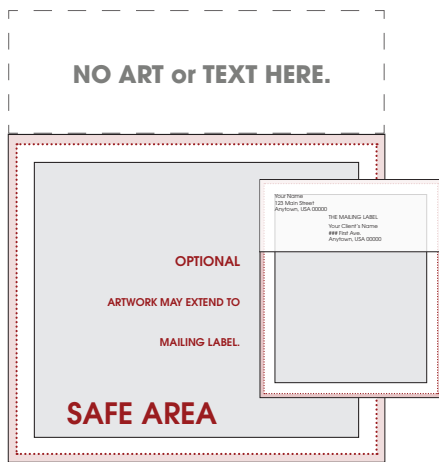 NO ART or TEXT HERE.
Your Name
123 Main Street
Anytown, USA 00000
THE MAILING LABEL
Your Client's Name
### First Ave.
Anytown, USA 00000
OPTIONAL
ARTWORK MAY EXTEND TO
MAILING LABEL.
SAFE AREA